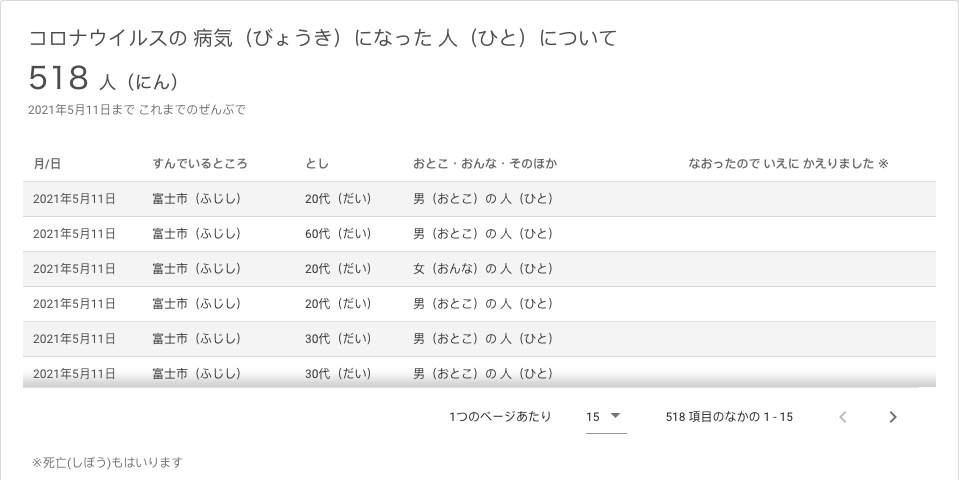 コロナウイルスの 病気（びょうき）になった 人（ひと）について
518 人（にん）
2021年5月11日まで これまでのぜんぶで
月/日 すんでいるところ とし おとこ・おんな・そのほか なおったので いえに かえりました ※
2021年5月11日 富士市（ふじし） 20代（だい） 男（おとこ）の 人（ひと）
2021年5月11日 富士市（ふじし） 60代（だい） 男（おとこ）の 人（ひと）
2021年5月11日 富士市（ふじし） 20代（だい） 女（おんな）の 人（ひと）
2021年5月11日 富士市（ふじし） 20代（だい） 男（おとこ）の 人（ひと）
2021年5月11日 富士市（ふじし） 30代（だい） 男（おとこ）の 人（ひと）
2021年5月11日 富士市（ふじし） 30代（だい） 男（おとこ）の 人（ひと）
1つのページあたり 15 518 項目のなかの 1 - 15
※死亡(しぼう)もはいります